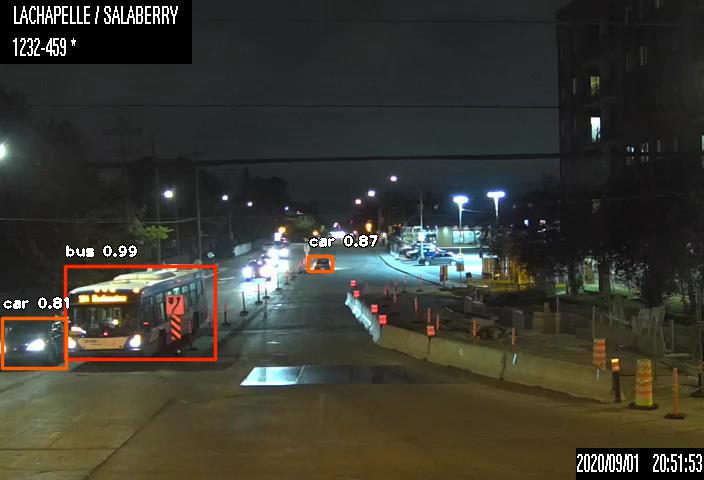 LACHAPELLE / SALABERRY
1232-459 *
car 0.87
bus 0.99
car 0.81
2020/09/01 20:51:53